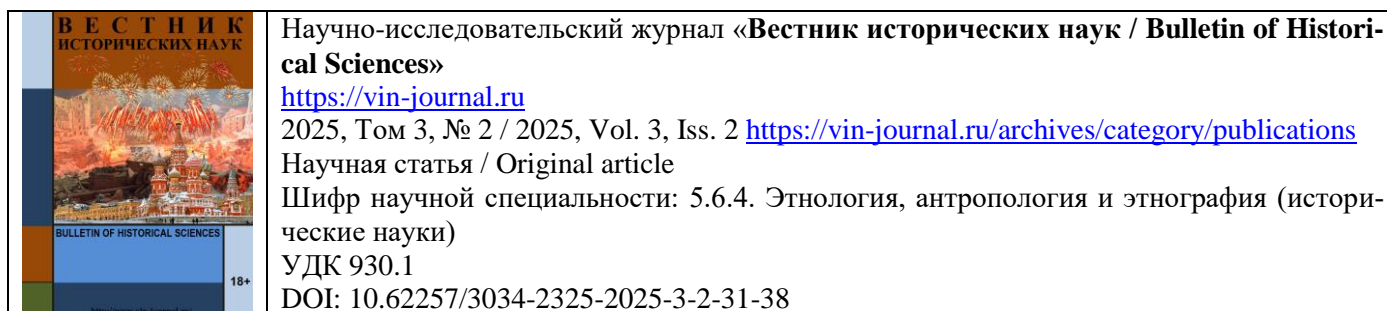 ВЕСТНИК
ИСТОРИЧЕСКИХ НАУК
BULLETIN OF HISTORICAL SCIENCES
18+
Научно-исследовательский журнал «Вестник исторических наук / Bulletin of Histori-
cal Sciences»
https://vin-journal.ru
2025, Том 3, № 2 / 2025, Vol. 3, Iss. 2 https://vin-journal.ru/archives/category/publications
Научная статья / Original article
Шифр научной специальности: 5.6.4. Этнология, антропология и этнография (истори-
ческие науки)
УДК 930.1
DOI: 10.62257/3034-2325-2025-3-2-31-38